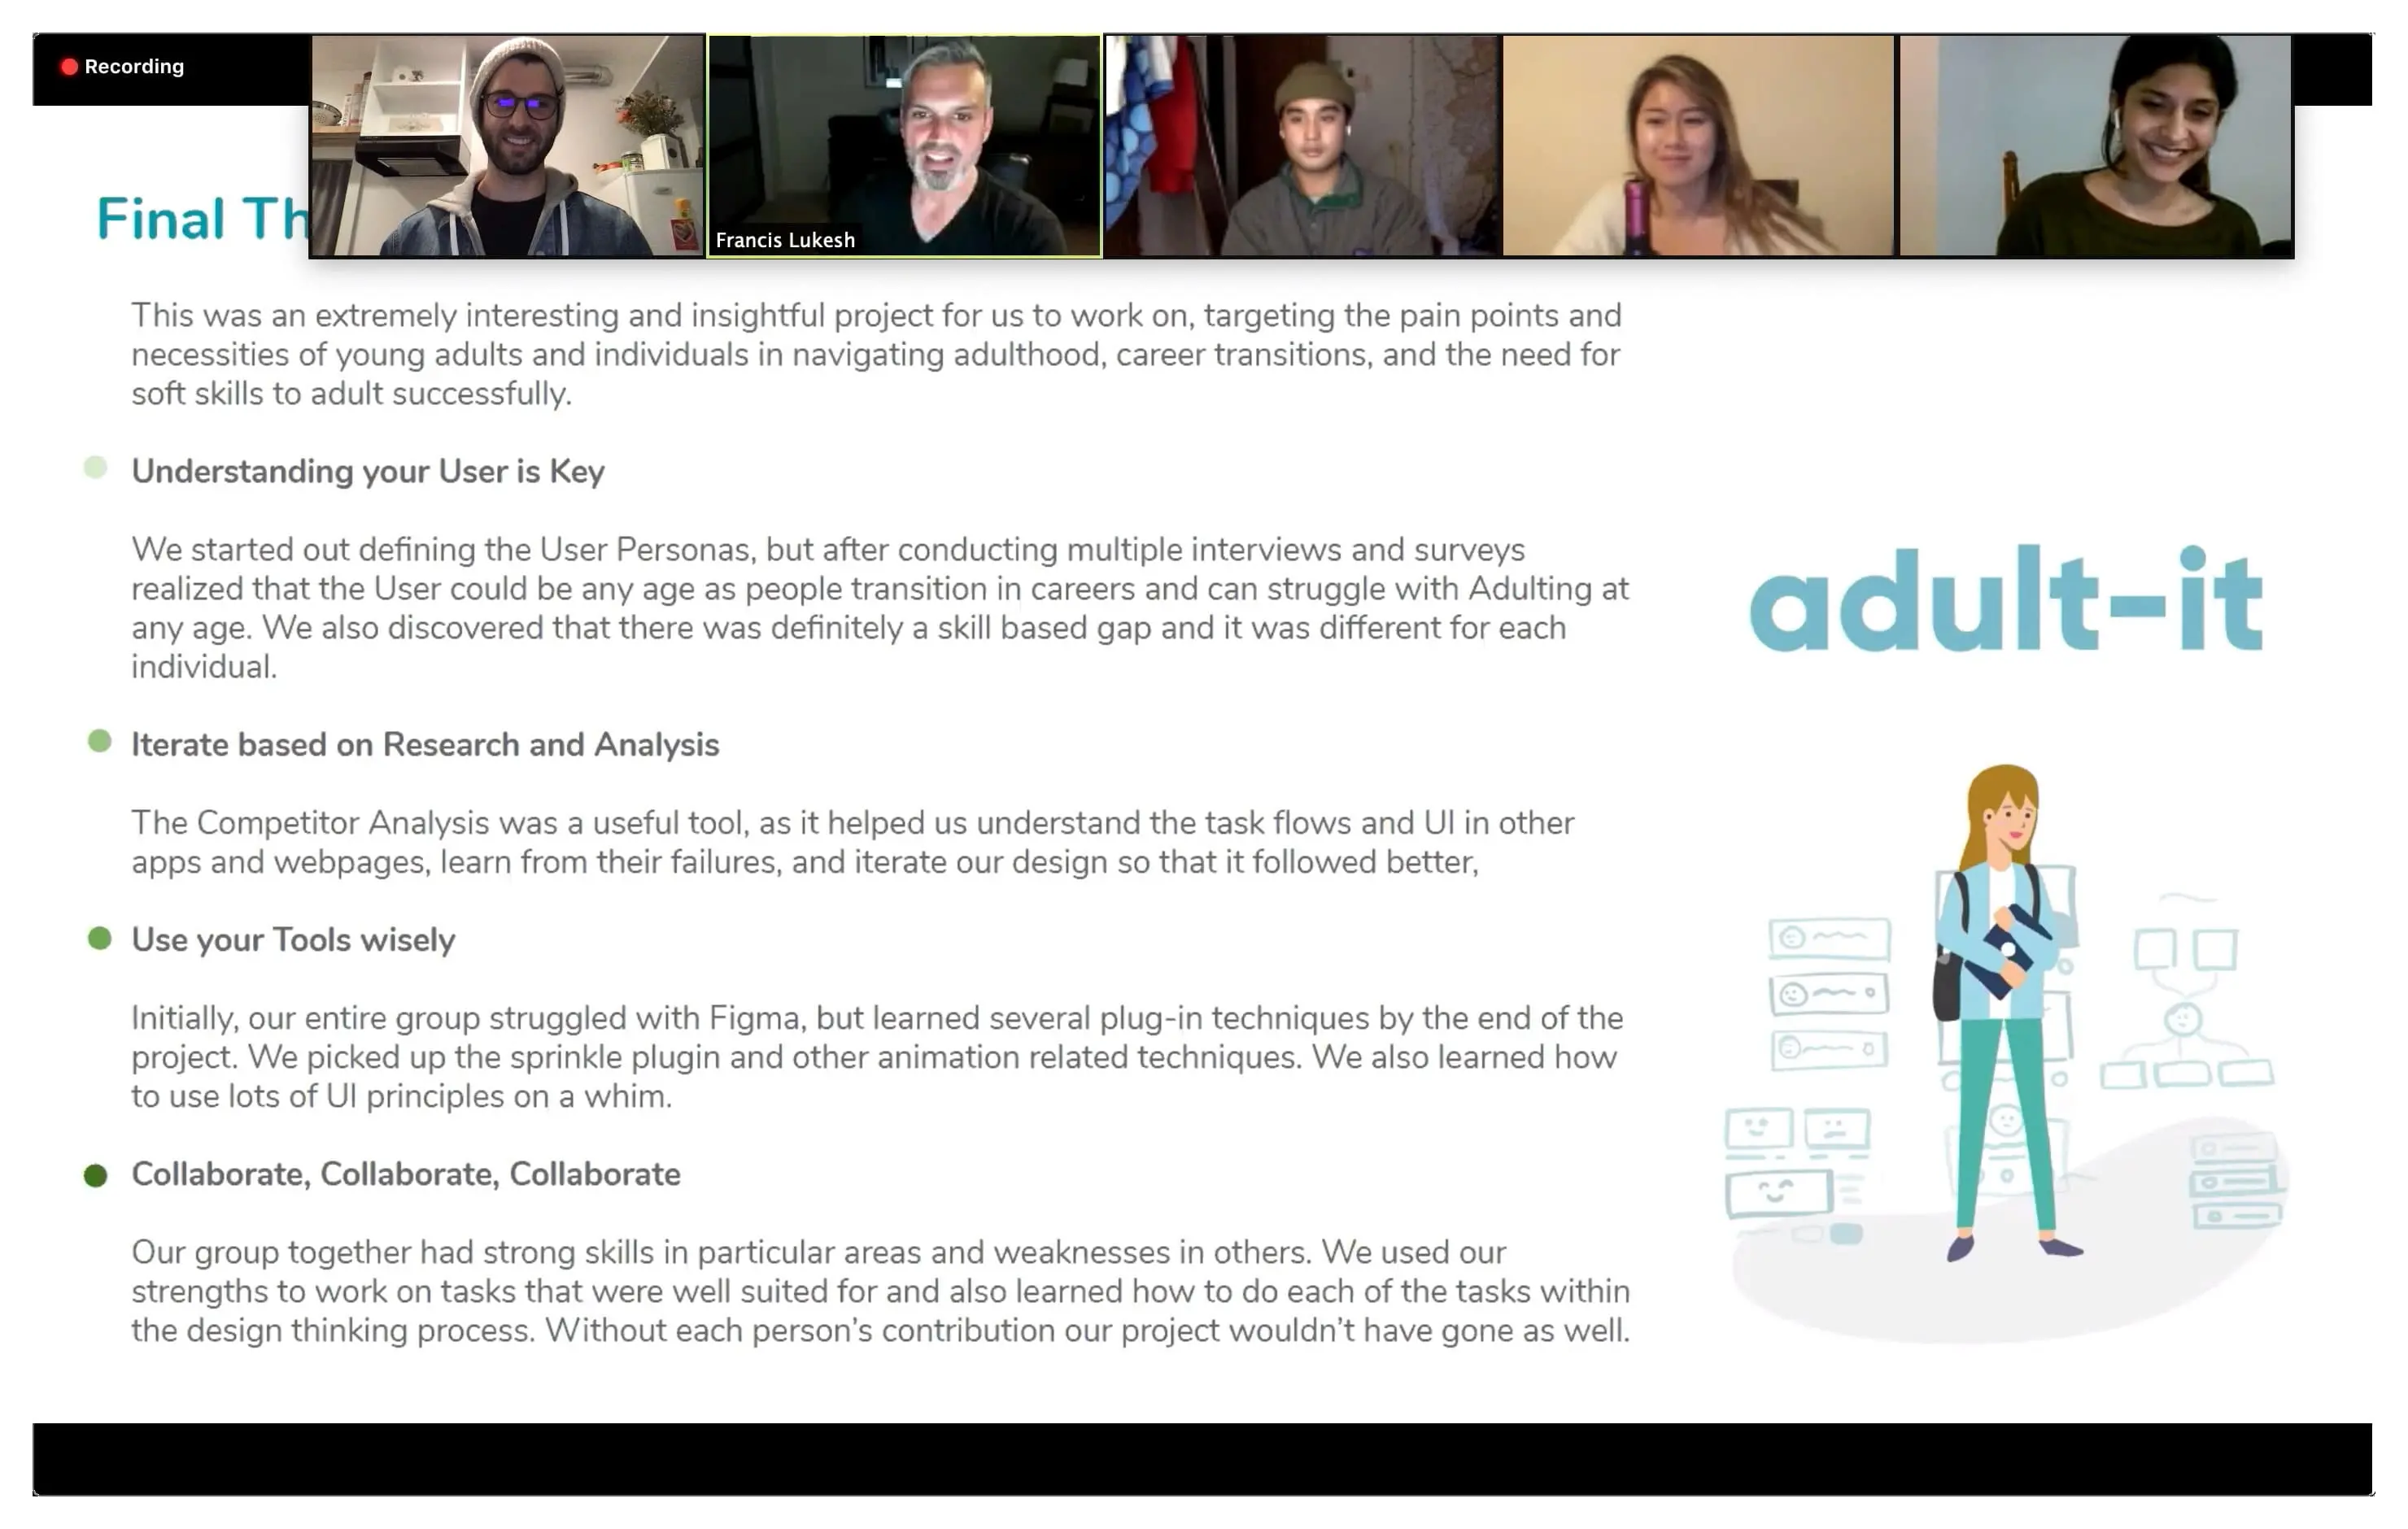 Recording
Francis Lukesh
Final Th
This was an extremely interesting and insightful project for us to work on, targeting the pain points and
necessities of young adults and individuals in navigating adulthood, career transitions, and the need for
soft skills to adult successfully.
Understanding your User is Key
We started out defining the User Personas, but after conducting multiple interviews and surveys
realized that the User could be any age as people transition in careers and can struggle with Adulting at
any age. We also discovered that there was definitely a skill based gap and it was different for each
individual.
Iterate based on Research and Analysis
The Competitor Analysis was a useful tool, as it helped us understand the task flows and UI in other
apps and webpages, learn from their failures, and iterate our design so that it followed better,
Use your Tools wisely
Initially, our entire group struggled with Figma, but learned several plug-in techniques by the end of the
project. We picked up the sprinkle plugin and other animation related techniques. We also learned how
to use lots of UI principles on a whim.
Collaborate, Collaborate, Collaborate
Our group together had strong skills in particular areas and weaknesses in others. We used our
strengths to work on tasks that were well suited for and also learned how to do each of the tasks within
the design thinking process. Without each person’s contribution our project wouldn’t have gone as well.
adult-it